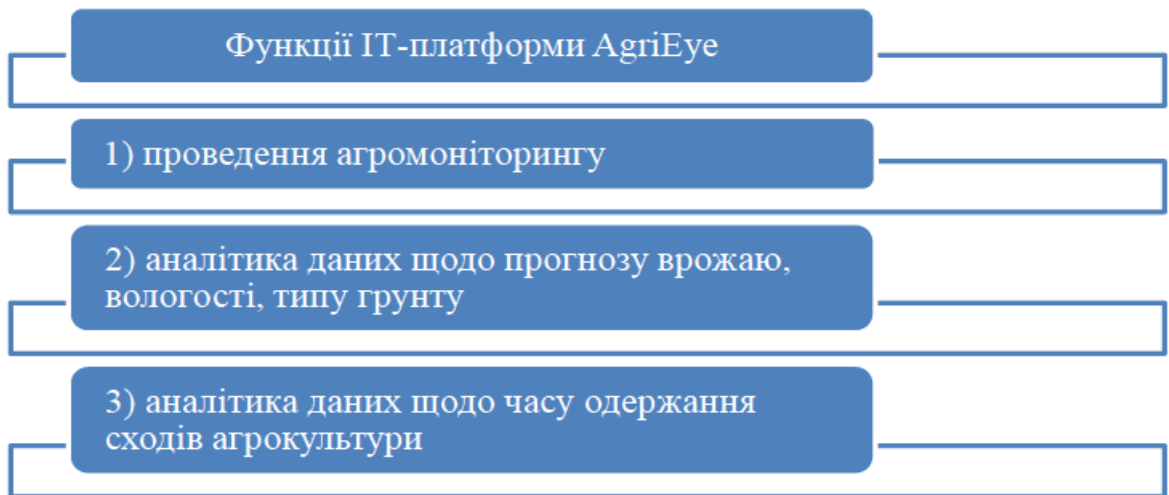 Функції ІТ-платформи AgriEye
1) проведення агромоніторингу
2) аналітика даних щодо прогнозу врожаю,
вологості, типу грунту
3) аналітика даних щодо часу одержання
сходів агрокультури